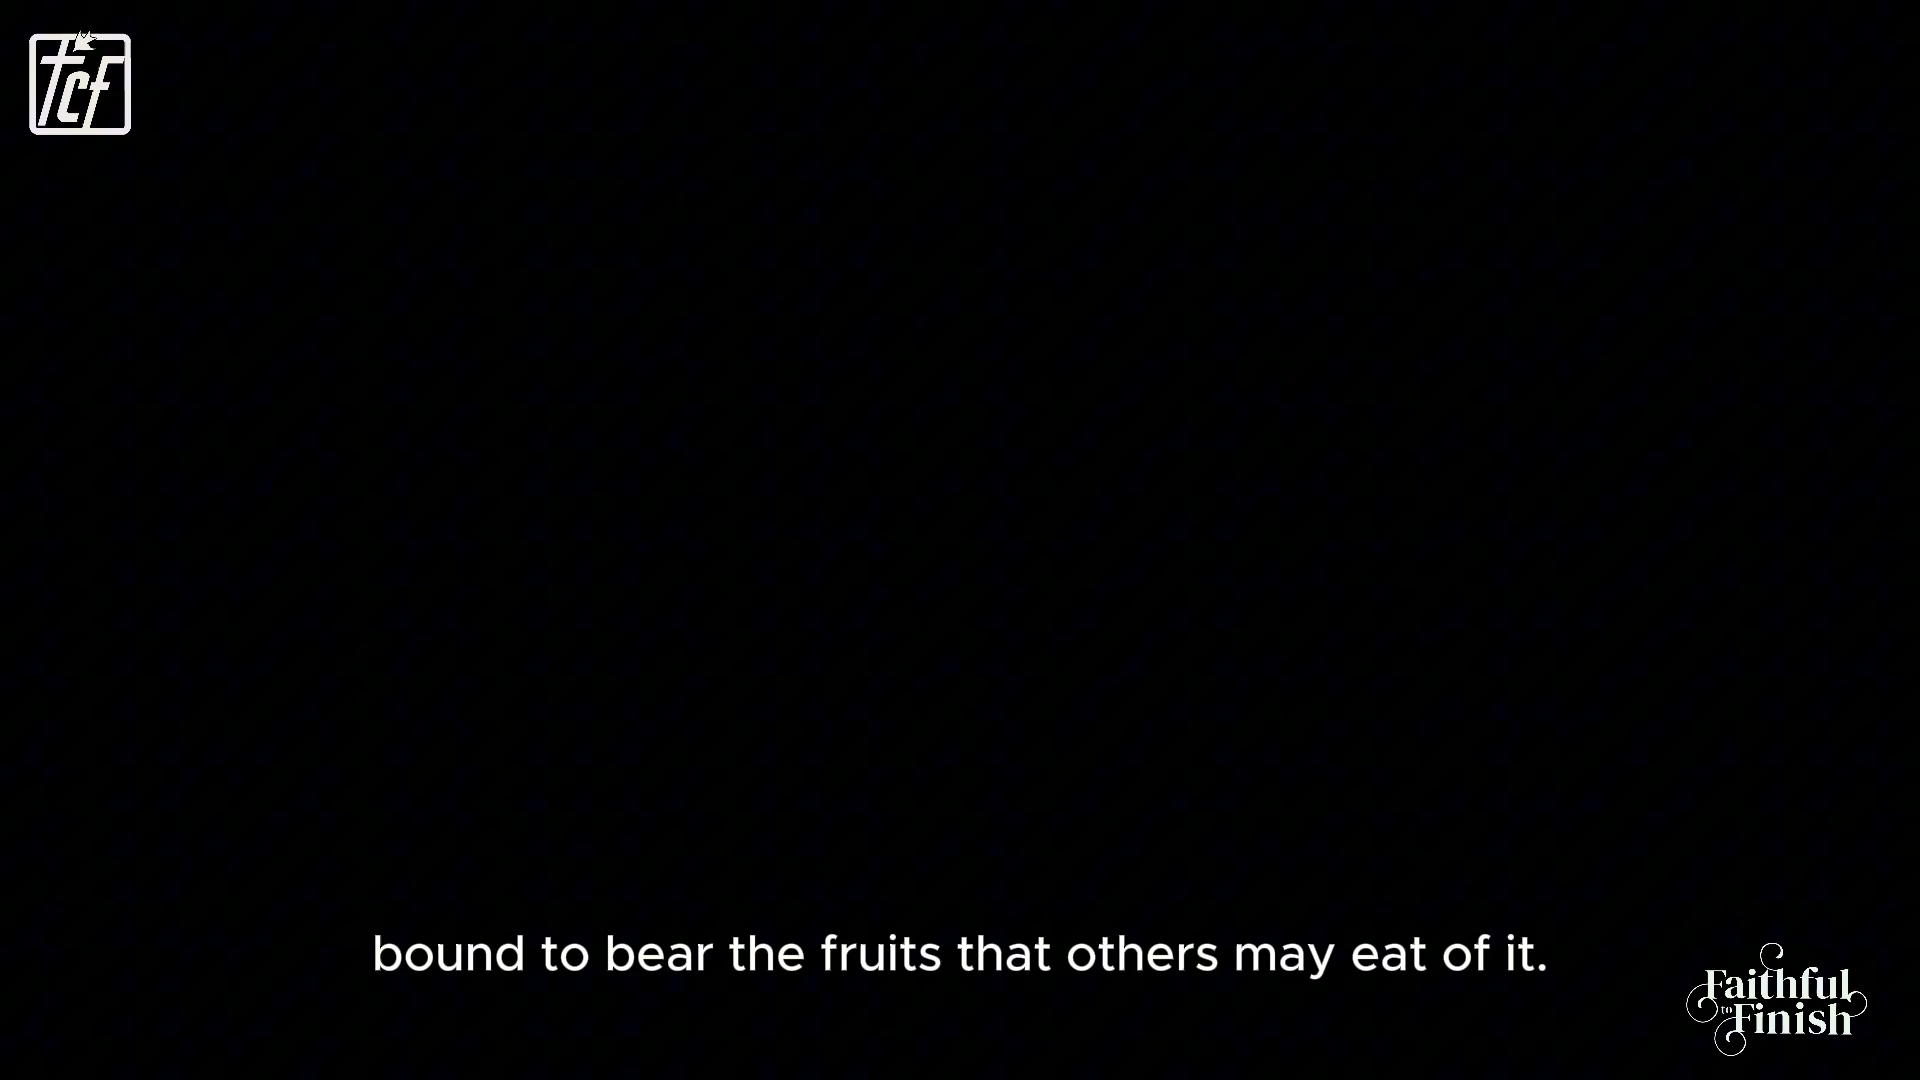 tcf
bound to bear the fruits that others may eat of it.
Faithful
to
Finish